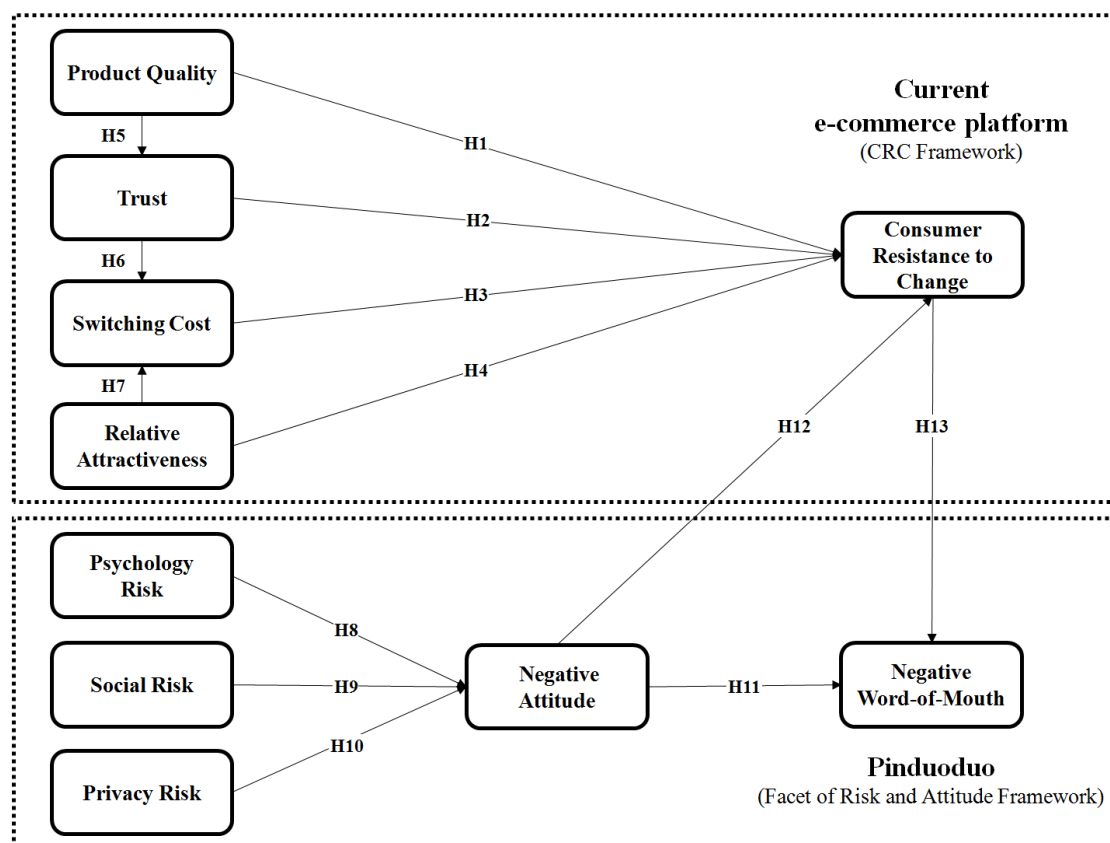 Product Quality
H5
H1
Current
e-commerce platform
(CRC Framework)
Trust
H2
H6
Consumer
Resistance to
Change
Switching Cost
H3
H7
H4
Relative
Attractiveness
H12
H13
Psychology
Risk
H8
Social Risk
H9
Negative
Attitude
H11
Negative
Word-of-Mouth
H10
Privacy Risk
Pinduoduo
(Facet of Risk and Attitude Framework)